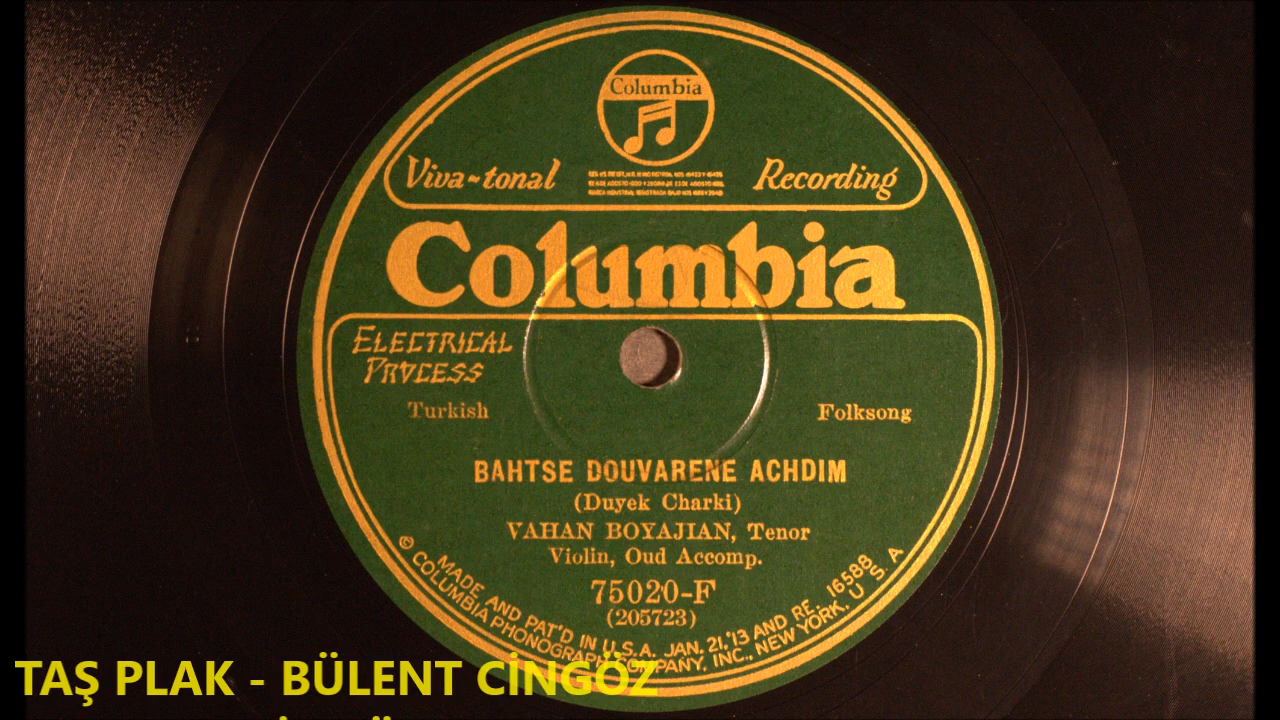 Columbia
Viva-tonal Recording
Columbia
ELECTRICAL
PROCESS
Turkish Folksong
BAHTSE DOUVARENE ACHDIM
(Duyek Charki)
VAHAN BOYAJIAN, Tenor
Violin, Oud Accomp.
75020-F
(205723)
MADE AND PAT'D IN U.S.A. JAN. 21,'13 AND RE. 16588
© COLUMBIA PHONOGRAPH COMPANY, INC., NEW YORK. U S A
TAŞ PLAK - BÜLENT CİNGÖZ